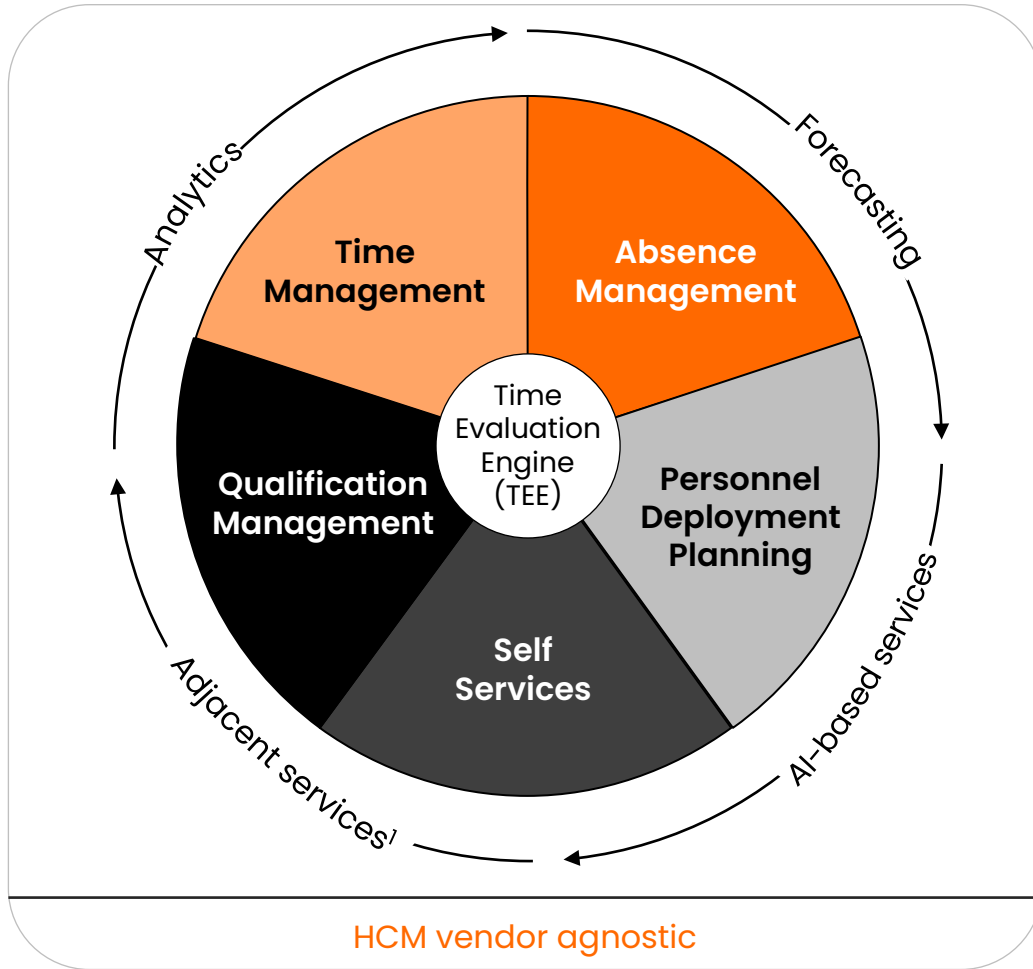 Analytics
Forecasting
Time
Management
Absence
Management
Time
Evaluation
Engine
(TEE)
Qualification
Management
Personnel
Deployment
Planning
Self
Services
Adjacent services¹
AI-based services
HCM vendor agnostic